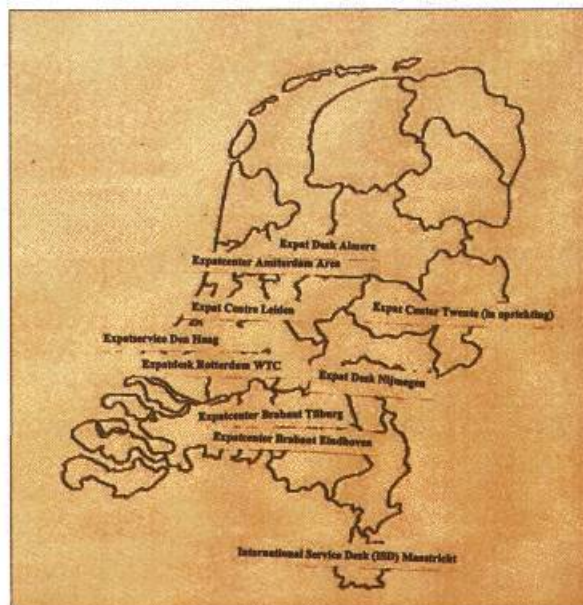 Expat Desk Almere
Expatcenter Amsterdam Area
Expat Centre Leiden
Expat Center Twente (in oprichting)
Expatservice Den Haag
Expatdesk Rotterdam WTC
Expat Desk Nijmegen
Expatcenter Brabant Tilburg
Expatcenter Brabant Eindhoven
International Service Desk (ISD) Maastricht